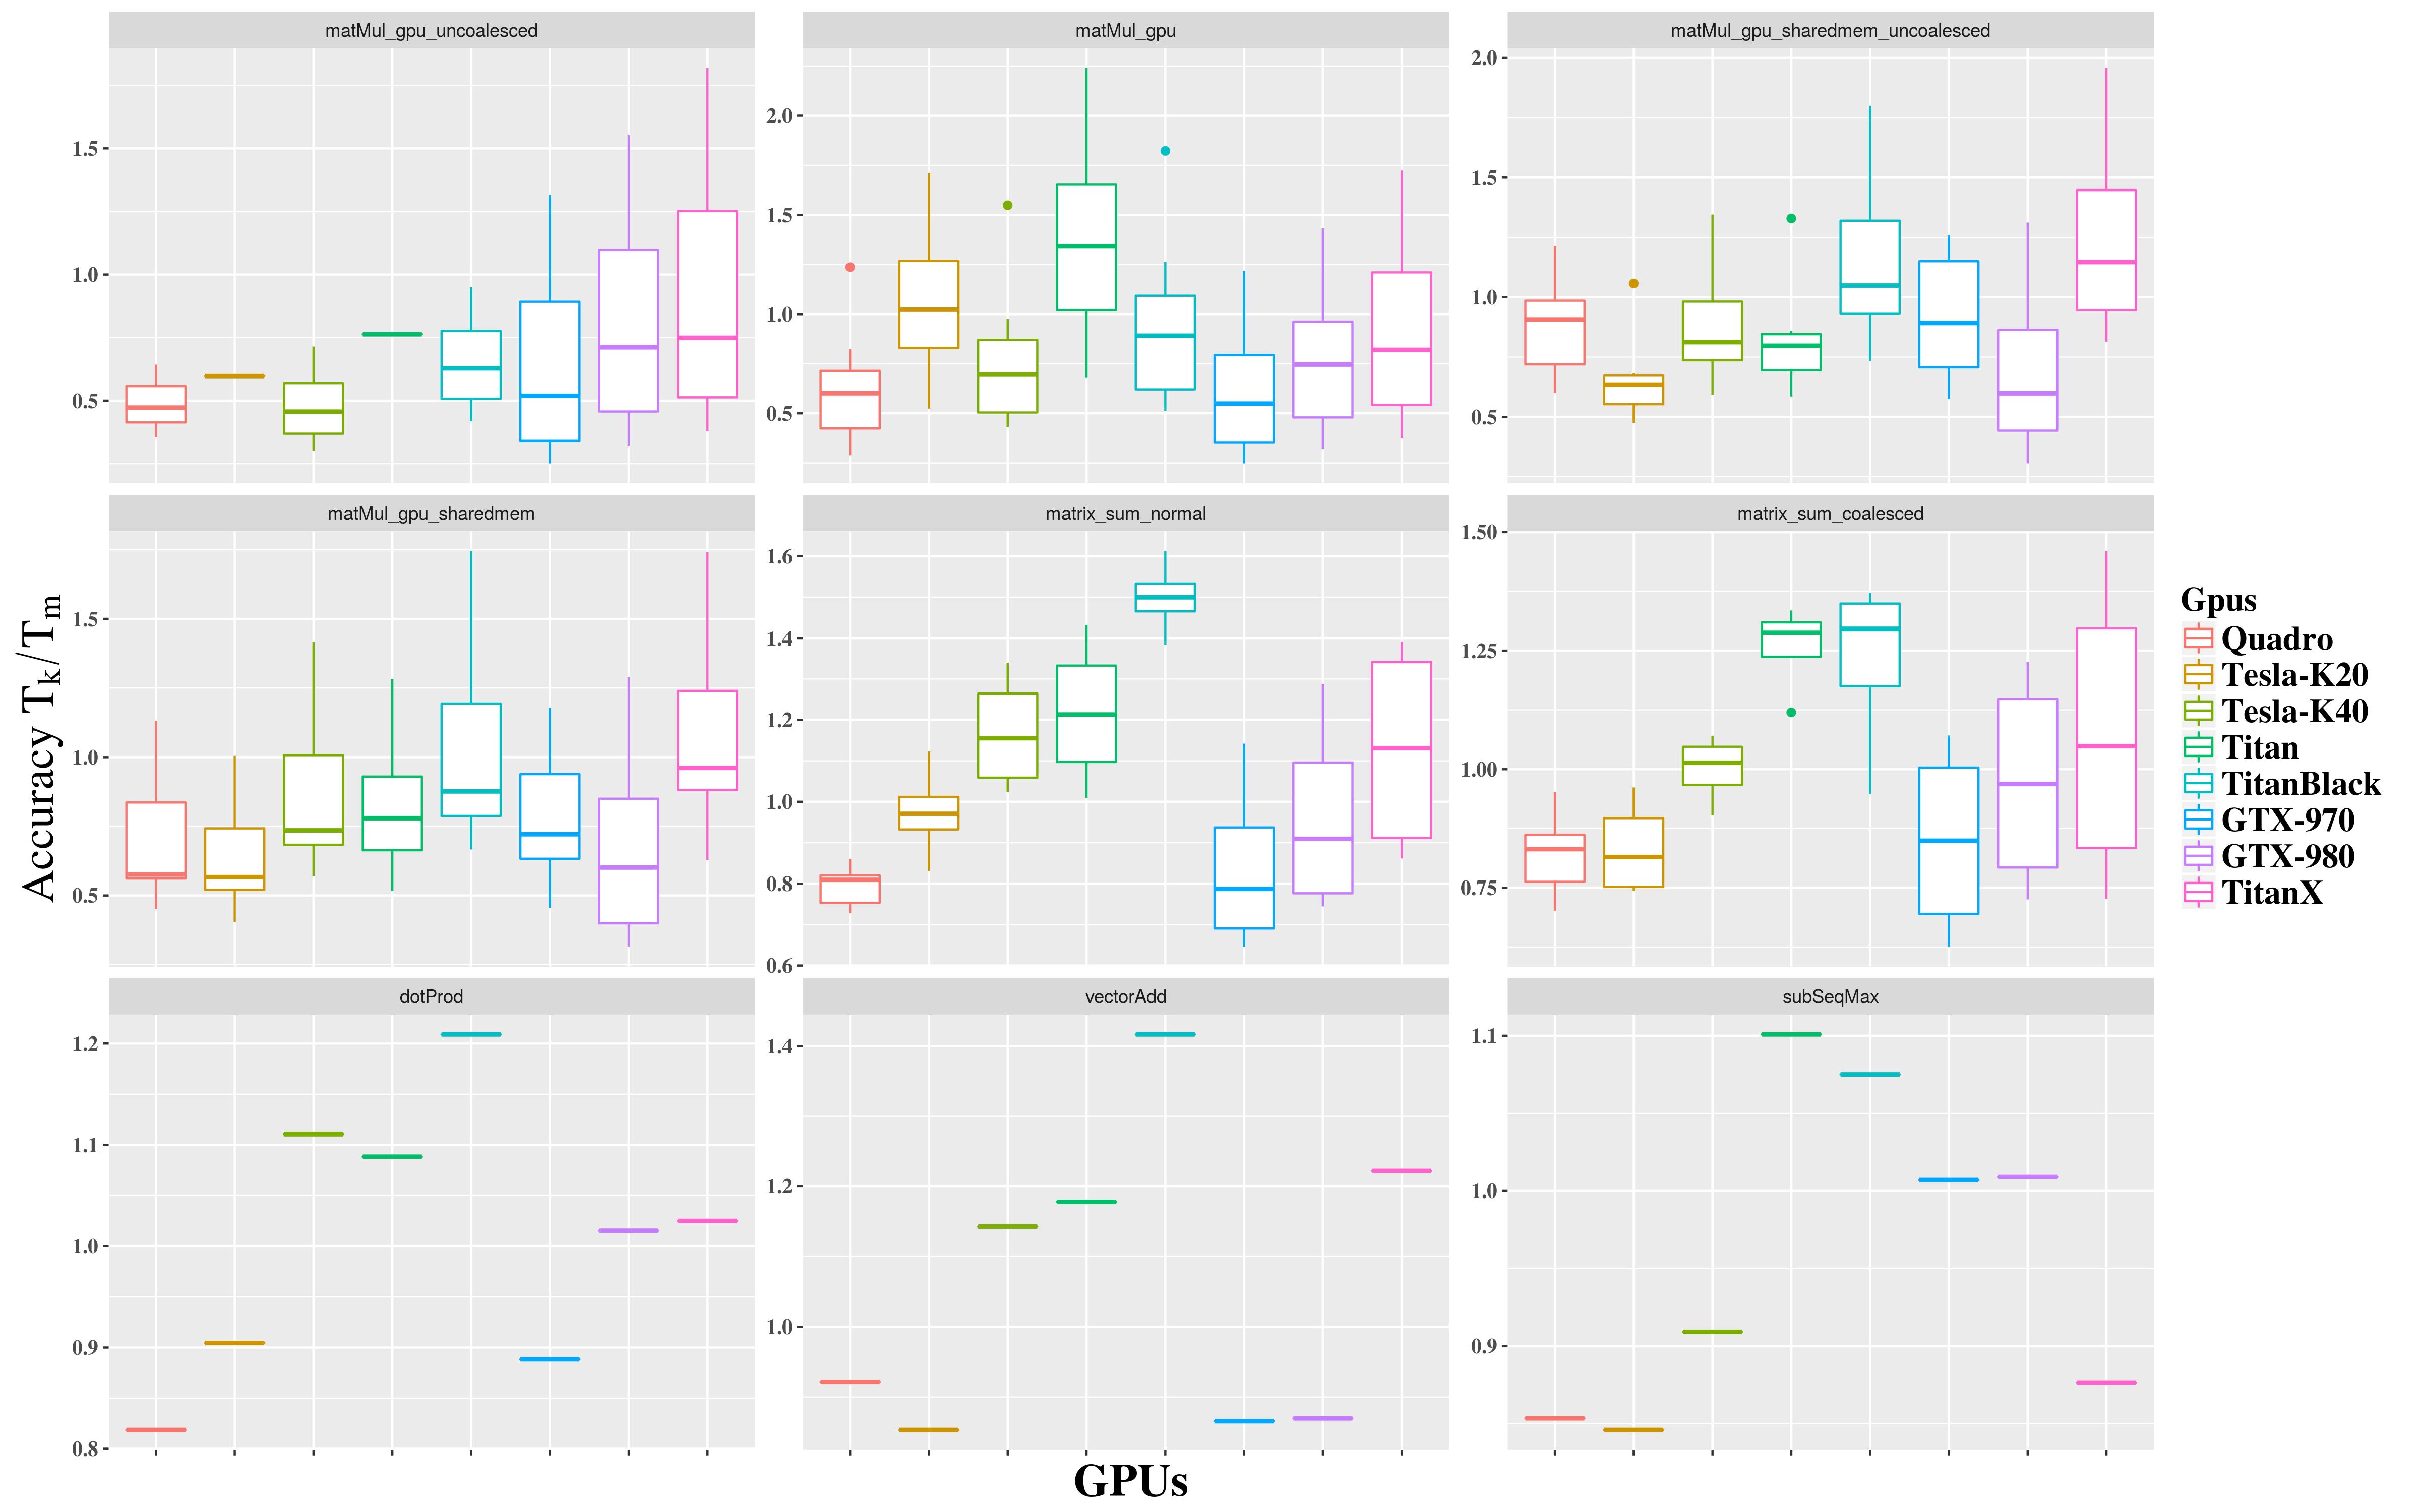 matMul_gpu_uncoalesced
matMul_gpu
matMul_gpu_sharedmem_uncoalesced
1.5
1.0
0.5
2.0
1.5
1.0
0.5
2.0
1.5
1.0
0.5
matMul_gpu_sharedmem
matrix_sum_normal
matrix_sum_coalesced
1.5
1.0
0.5
1.6
1.4
1.2
1.0
0.8
0.6
1.50
1.25
1.00
0.75
dotProd
vectorAdd
subSeqMax
1.2
1.1
1.0
0.9
0.8
1.4
1.2
1.0
1.1
1.0
0.9
Accuracy Tk/Tm
GPUs
Gpus
Quadro
Tesla-K20
Tesla-K40
Titan
TitanBlack
GTX-970
GTX-980
TitanX